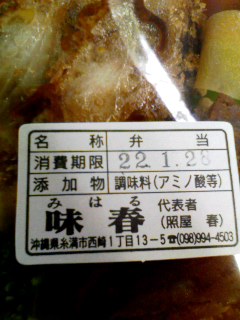 名称 弁当
消費期限 22.1.28
添加物 調味料(アミノ酸等)
みはる
味春 代表者
(照屋 春)
沖縄県糸満市西崎1丁目13-5☎(098)994-4503